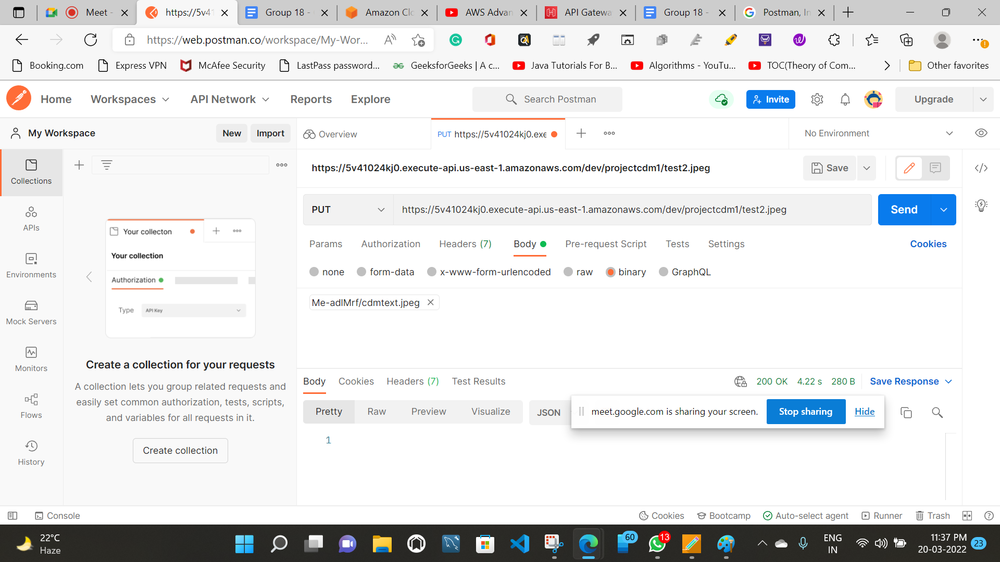 Meet -
https://5v41
Group 18 -
Amazon Clo
AWS Advan
API Gatewa
Group 18 -
Postman, In
https://web.postman.co/workspace/My-Wor...
Booking.com
Express VPN
McAfee Security
LastPass password...
GeeksforGeeks | A c...
Java Tutorials For B...
Algorithms - YouTu...
TOC(Theory of Com...
Other favorites
Home
Workspaces
API Network
Reports
Explore
Search Postman
Invite
Upgrade
My Workspace
New
Import
Overview
PUT https://5v41024kj0.exe
No Environment
Collections
APIs
Environments
Mock Servers
Monitors
Flows
History
Your collecton
Your collection
Authorization
Type
API Key
Create a collection for your requests
A collection lets you group related requests and
easily set common authorization, tests, scripts,
and variables for all requests in it.
Create collection
https://5v41024kj0.execute-api.us-east-1.amazonaws.com/dev/projectcdm1/test2.jpeg
Save
PUT
https://5v41024kj0.execute-api.us-east-1.amazonaws.com/dev/projectcdm1/test2.jpeg
Send
Params
Authorization
Headers (7)
Body
Pre-request Script
Tests
Settings
Cookies
none
form-data
x-www-form-urlencoded
raw
binary
GraphQL
Me-adlMrf/cdmtext.jpeg
Body
Cookies
Headers (7)
Test Results
200 OK
4.22 s
280 B
Save Response
Pretty
Raw
Preview
Visualize
JSON
meet.google.com is sharing your screen.
Stop sharing
Hide
1
Console
Cookies
Bootcamp
Auto-select agent
Runner
Trash
22°C
Haze
60
13
ENG
IN
11:37 PM
20-03-2022
23